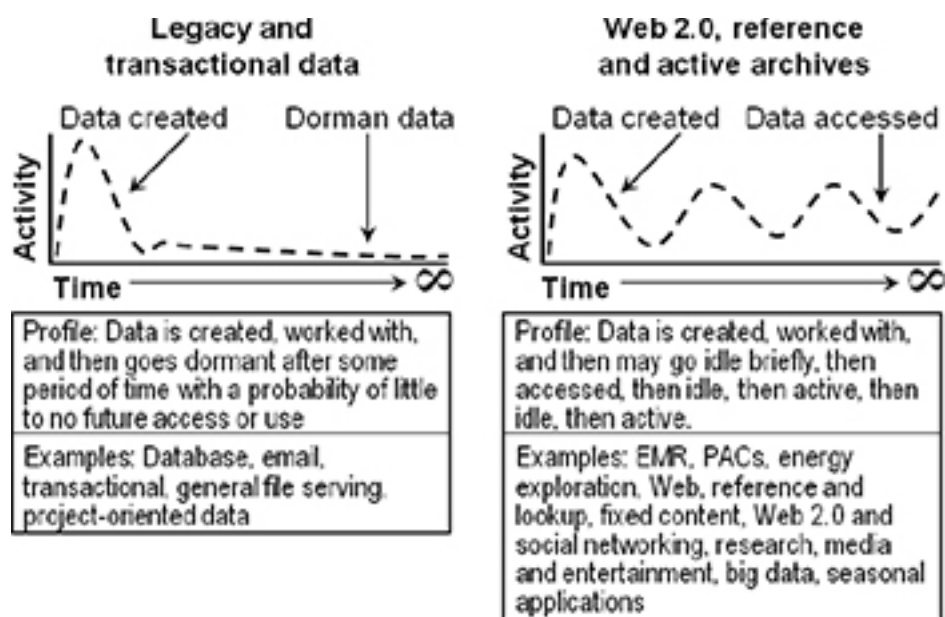 Legacy and
transactional data
Data created
Dorman data
Activity
Time
∞
Profile: Data is created, worked with,
and then goes dormant after some
period of time with a probability of little
to no future access or use
Examples: Database, email,
transactional, general file serving,
project-oriented data
Web 2.0, reference
and active archives
Data created
Data accessed
Activity
Time
∞
Profile: Data is created, worked with,
and then may go idle briefly, then
accessed, then idle, then active, then
idle, then active.
Examples: EMR, PACs, energy
exploration, Web, reference and
lookup, fixed content, Web 2.0 and
social networking, research, media
and entertainment, big data, seasonal
applications